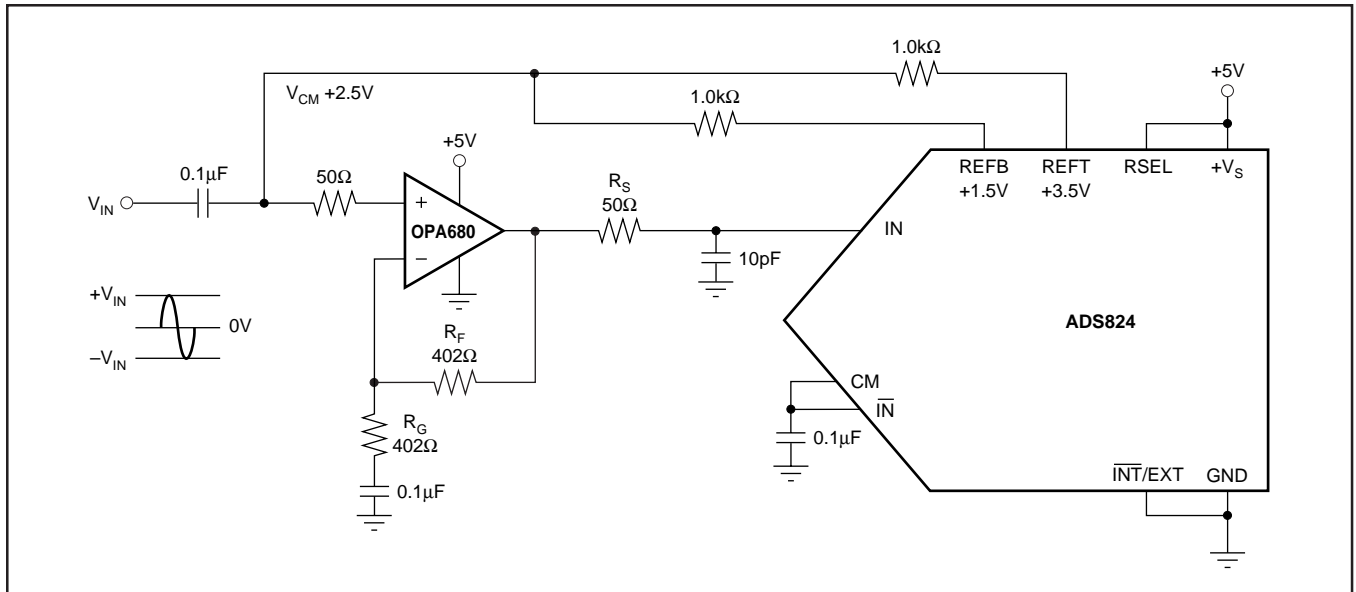 1.0kΩ
+5V
V_CM +2.5V
1.0kΩ
+5V
REFB
+1.5V
REFT
+3.5V
RSEL
+V_S
0.1µF
50Ω
V_IN
+
OPA680
–
R_S
50Ω
IN
10pF
+V_IN
0V
–V_IN
ADS824
R_F
402Ω
CM
I̅N̅
0.1µF
R_G
402Ω
0.1µF
I̅N̅T̅/EXT
GND